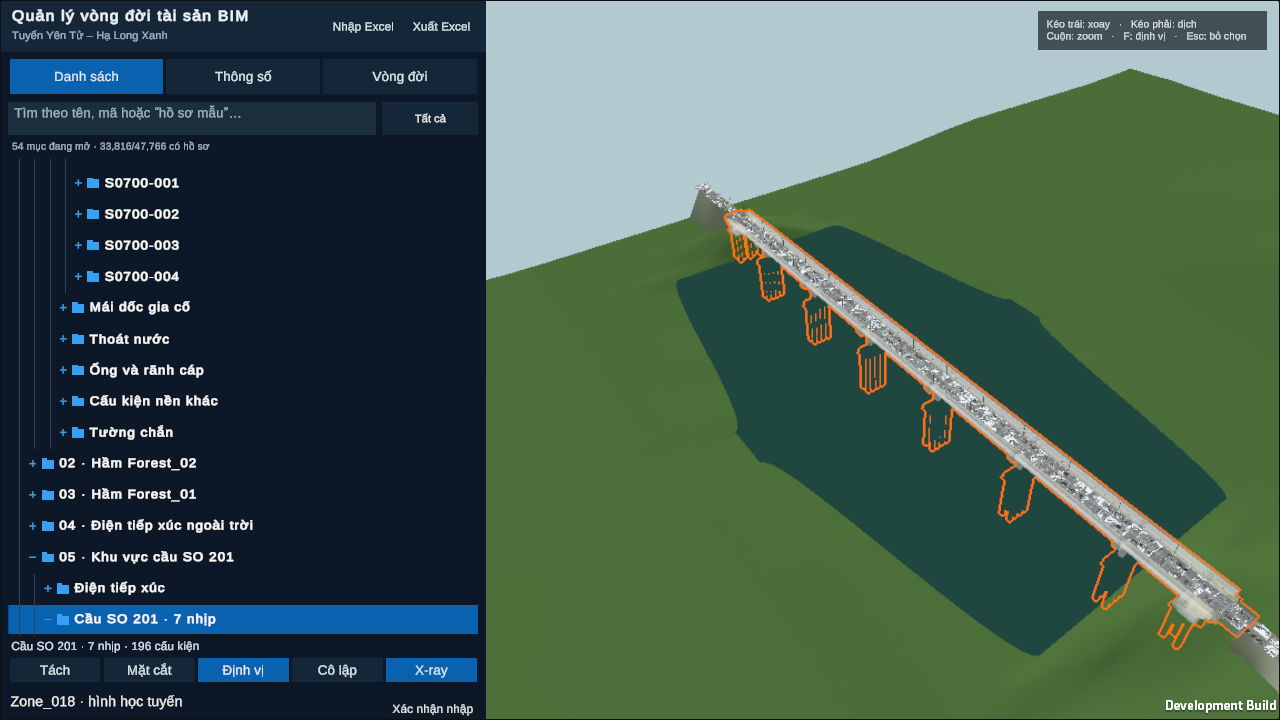 Quản lý vòng đời tài sản BIM
Tuyến Yên Tử – Hạ Long Xanh
Nhập Excel
Xuất Excel
Danh sách
Thông số
Vòng đời
Tìm theo tên, mã hoặc "hồ sơ mẫu"...
Tất cả
54 mục đang mở · 33,816/47,766 có hồ sơ
+ S0700-001
+ S0700-002
+ S0700-003
+ S0700-004
+ Mái dốc gia cố
+ Thoát nước
+ Ống và rãnh cáp
+ Cấu kiện nền khác
+ Tường chắn
+ 02 · Hầm Forest_02
+ 03 · Hầm Forest_01
+ 04 · Điện tiếp xúc ngoài trời
– 05 · Khu vực cầu SO 201
+ Điện tiếp xúc
– Cầu SO 201 · 7 nhịp
Cầu SO 201 · 7 nhịp · 196 cấu kiện
Tách
Mặt cắt
Định vị
Cô lập
X-ray
Zone_018 · hình học tuyến
Xác nhận nhập
Kéo trái: xoay · Kéo phải: dịch
Cuộn: zoom · F: định vị · Esc: bỏ chọn
Development Build